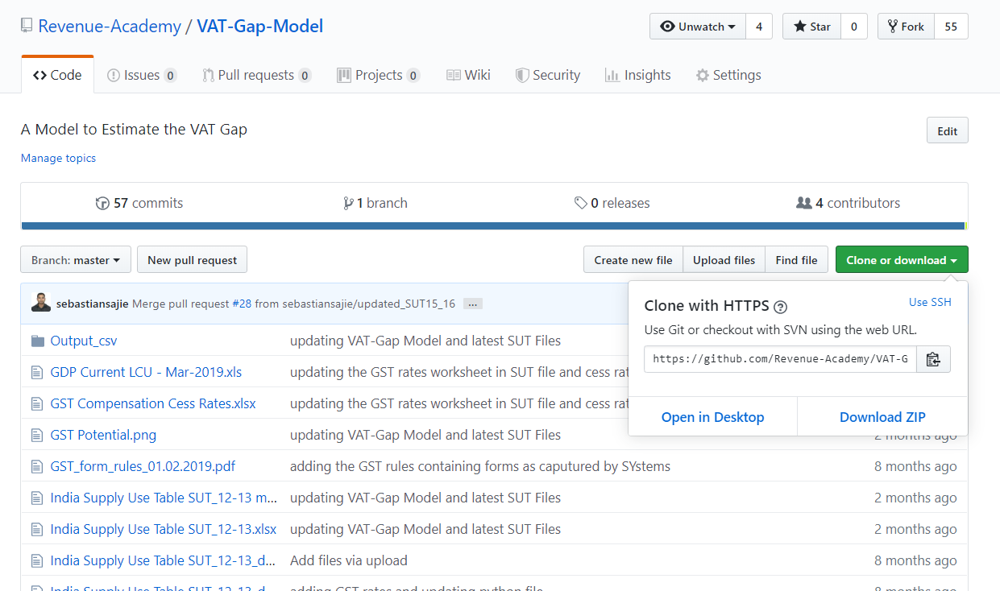 Revenue-Academy / VAT-Gap-Model
Unwatch 4 Star 0 Fork 55
Code Issues 0 Pull requests 0 Projects 0 Wiki Security Insights Settings
A Model to Estimate the VAT Gap
Edit
Manage topics
57 commits 1 branch 0 releases 4 contributors
Branch: master New pull request Create new file Upload files Find file Clone or download
sebastiansajie Merge pull request #28 from sebastiansajie/updated_SUT15_16 ...
Clone with HTTPS ?
Use SSH
Use Git or checkout with SVN using the web URL.
https://github.com/Revenue-Academy/VAT-G
Open in Desktop Download ZIP
Output_csv updating VAT-Gap Model and latest SUT Files
GDP Current LCU - Mar-2019.xls updating the GST rates worksheet in SUT file and cess rat
GST Compensation Cess Rates.xlsx updating the GST rates worksheet in SUT file and cess rat
GST Potential.png updating VAT-Gap Model and latest SUT Files 2 months ago
GST_form_rules_01.02.2019.pdf adding the GST rules containing forms as caputured by SYstems 8 months ago
India Supply Use Table SUT_12-13 m... updating VAT-Gap Model and latest SUT Files 2 months ago
India Supply Use Table SUT_12-13.xlsx updating VAT-Gap Model and latest SUT Files 2 months ago
India Supply Use Table SUT_12-13_d... Add files via upload 8 months ago
India Supply Use Table SUT_12-13_d... adding GST rates and updating python file 8 months ago